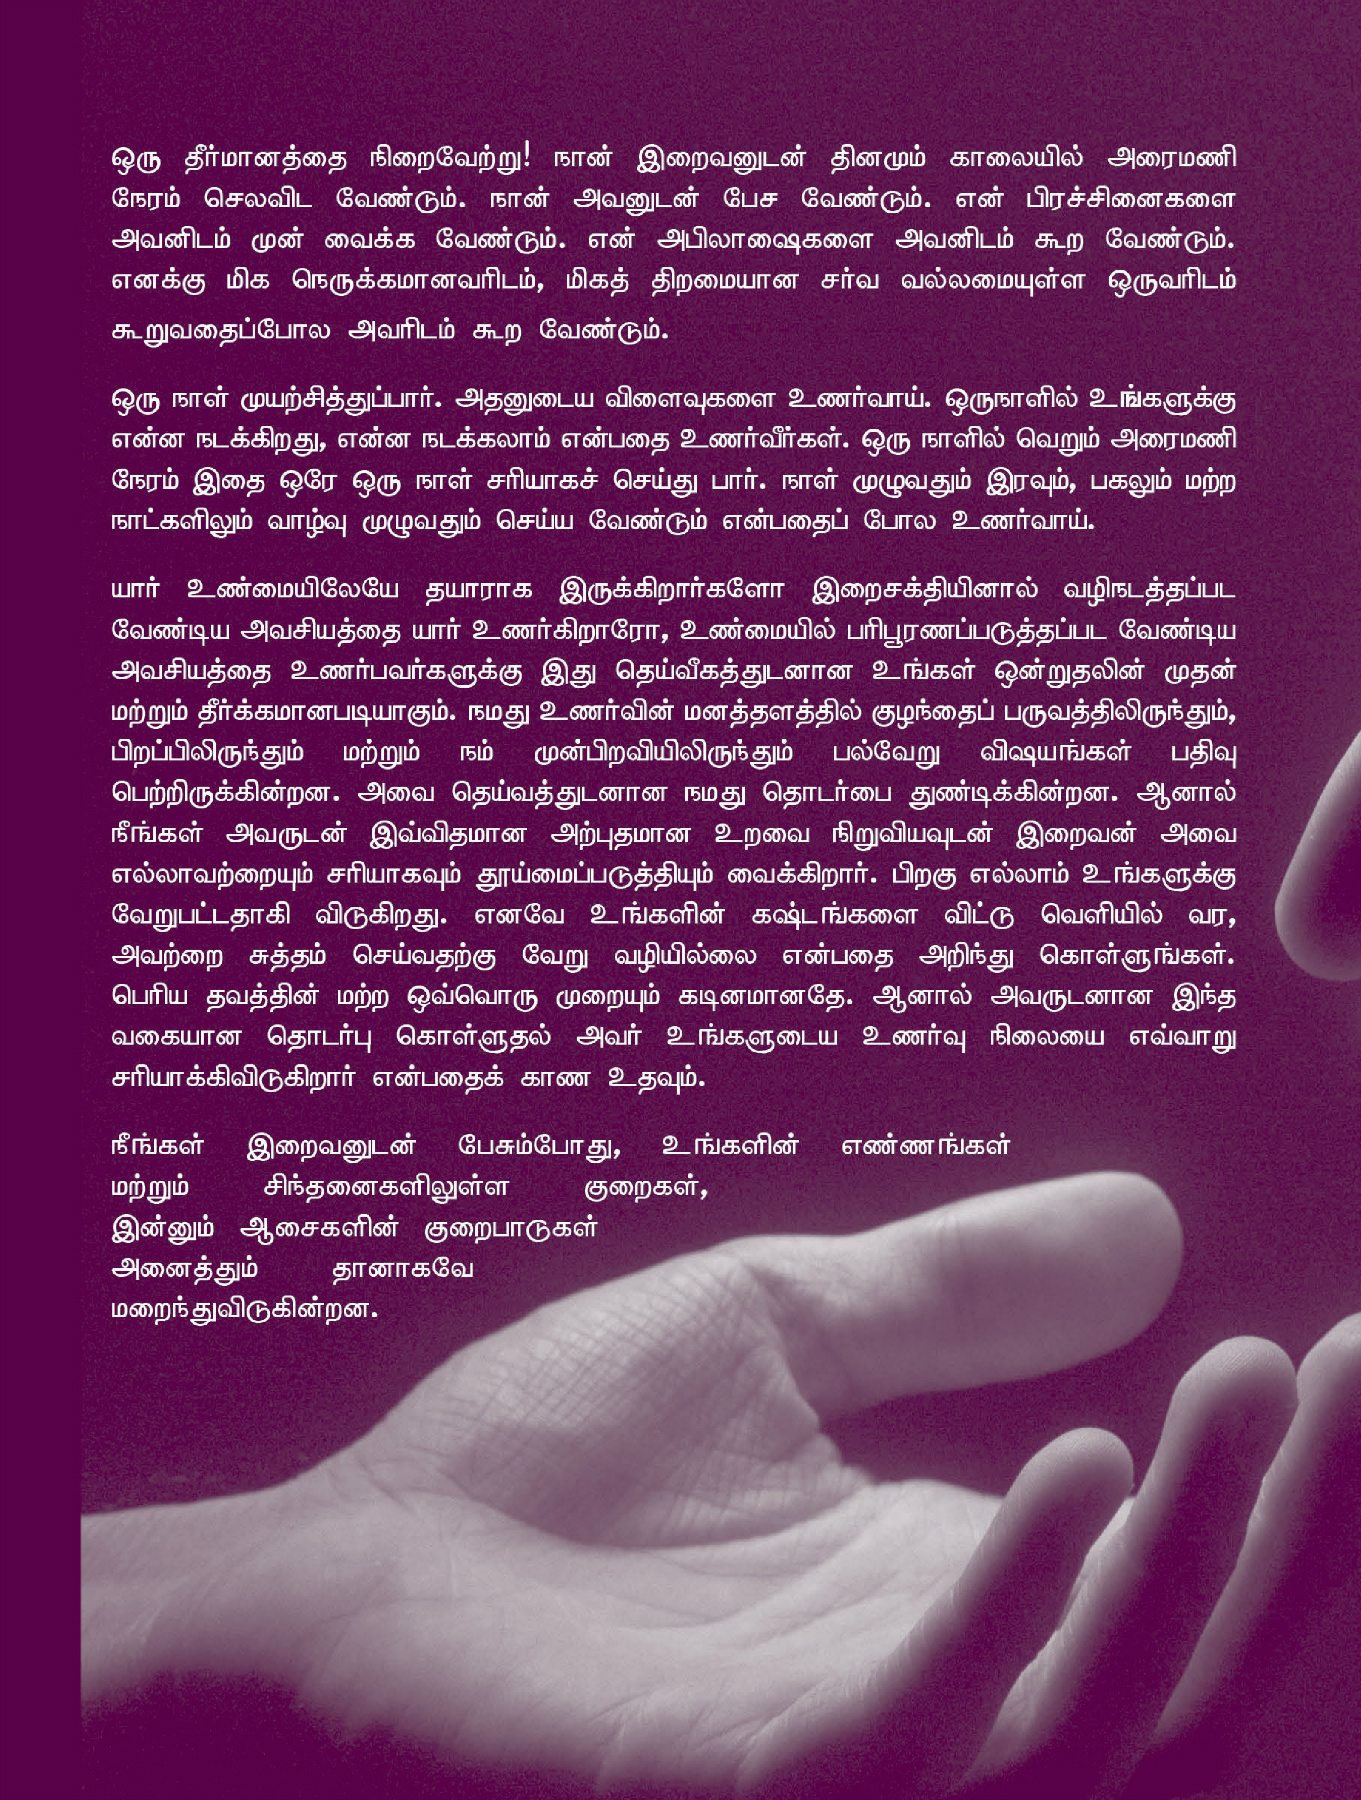 ஒரு தீர்மானத்தை நிறைவேற்று! நான் இறைவனுடன் தினமும் காலையில் அரைமணி
நேரம் செலவிட வேண்டும். நான் அவனுடன் பேச வேண்டும். என் பிரச்சினைகளை
அவனிடம் முன் வைக்க வேண்டும். என் அபிலாஷைகளை அவனிடம் கூற வேண்டும்.
எனக்கு மிக நெருக்கமானவரிடம், மிகத் திறமையான சர்வ வல்லமையுள்ள ஒருவரிடம்
கூறுவதைப்போல அவரிடம் கூற வேண்டும்.
ஒரு நாள் முயற்சித்துப்பார். அதனுடைய விளைவுகளை உணர்வாய். ஒருநாளில் உங்களுக்கு
என்ன நடக்கிறது, என்ன நடக்கலாம் என்பதை உணர்வீர்கள். ஒரு நாளில் வெறும் அரைமணி
நேரம் இதை ஒரே ஒரு நாள் சரியாகச் செய்து பார். நாள் முழுவதும் இரவும், பகலும் மற்ற
நாட்களிலும் வாழ்வு முழுவதும் செய்ய வேண்டும் என்பதைப் போல உணர்வாய்.
யார் உண்மையிலேயே தயாராக இருக்கிறார்களோ இறைசக்தியினால் வழிநடத்தப்பட
வேண்டிய அவசியத்தை யார் உணர்கிறாரோ, உண்மையில் பரிபூரணப்படுத்தப்பட வேண்டிய
அவசியத்தை உணர்பவர்களுக்கு இது தெய்வீகத்துடனான உங்கள் ஒன்றுதலின் முதன்
மற்றும் தீர்க்கமானபடியாகும். நமது உணர்வின் மனத்தளத்தில் குழந்தைப் பருவத்திலிருந்தும்,
பிறப்பிலிருந்தும் மற்றும் நம் முன்பிறவியிலிருந்தும் பல்வேறு விஷயங்கள் பதிவு
பெற்றிருக்கின்றன. அவை தெய்வத்துடனான நமது தொடர்பை துண்டிக்கின்றன. ஆனால்
நீங்கள் அவருடன் இவ்விதமான அற்புதமான உறவை நிறுவியவுடன் இறைவன் அவை
எல்லாவற்றையும் சரியாகவும் தூய்மைப்படுத்தியும் வைக்கிறார். பிறகு எல்லாம் உங்களுக்கு
வேறுபட்டதாகி விடுகிறது. எனவே உங்களின் கஷ்டங்களை விட்டு வெளியில் வர,
அவற்றை சுத்தம் செய்வதற்கு வேறு வழியில்லை என்பதை அறிந்து கொள்ளுங்கள்.
பெரிய தவத்தின் மற்ற ஒவ்வொரு முறையும் கடினமானதே. ஆனால் அவருடனான இந்த
வகையான தொடர்பு கொள்ளுதல் அவர் உங்களுடைய உணர்வு நிலையை எவ்வாறு
சரியாக்கிவிடுகிறார் என்பதைக் காண உதவும்.
நீங்கள் இறைவனுடன் பேசும்போது, உங்களின் எண்ணங்கள்
மற்றும் சிந்தனைகளிலுள்ள குறைகள்,
இன்னும் ஆசைகளின் குறைபாடுகள்
அனைத்தும் தானாகவே
மறைந்துவிடுகின்றன.